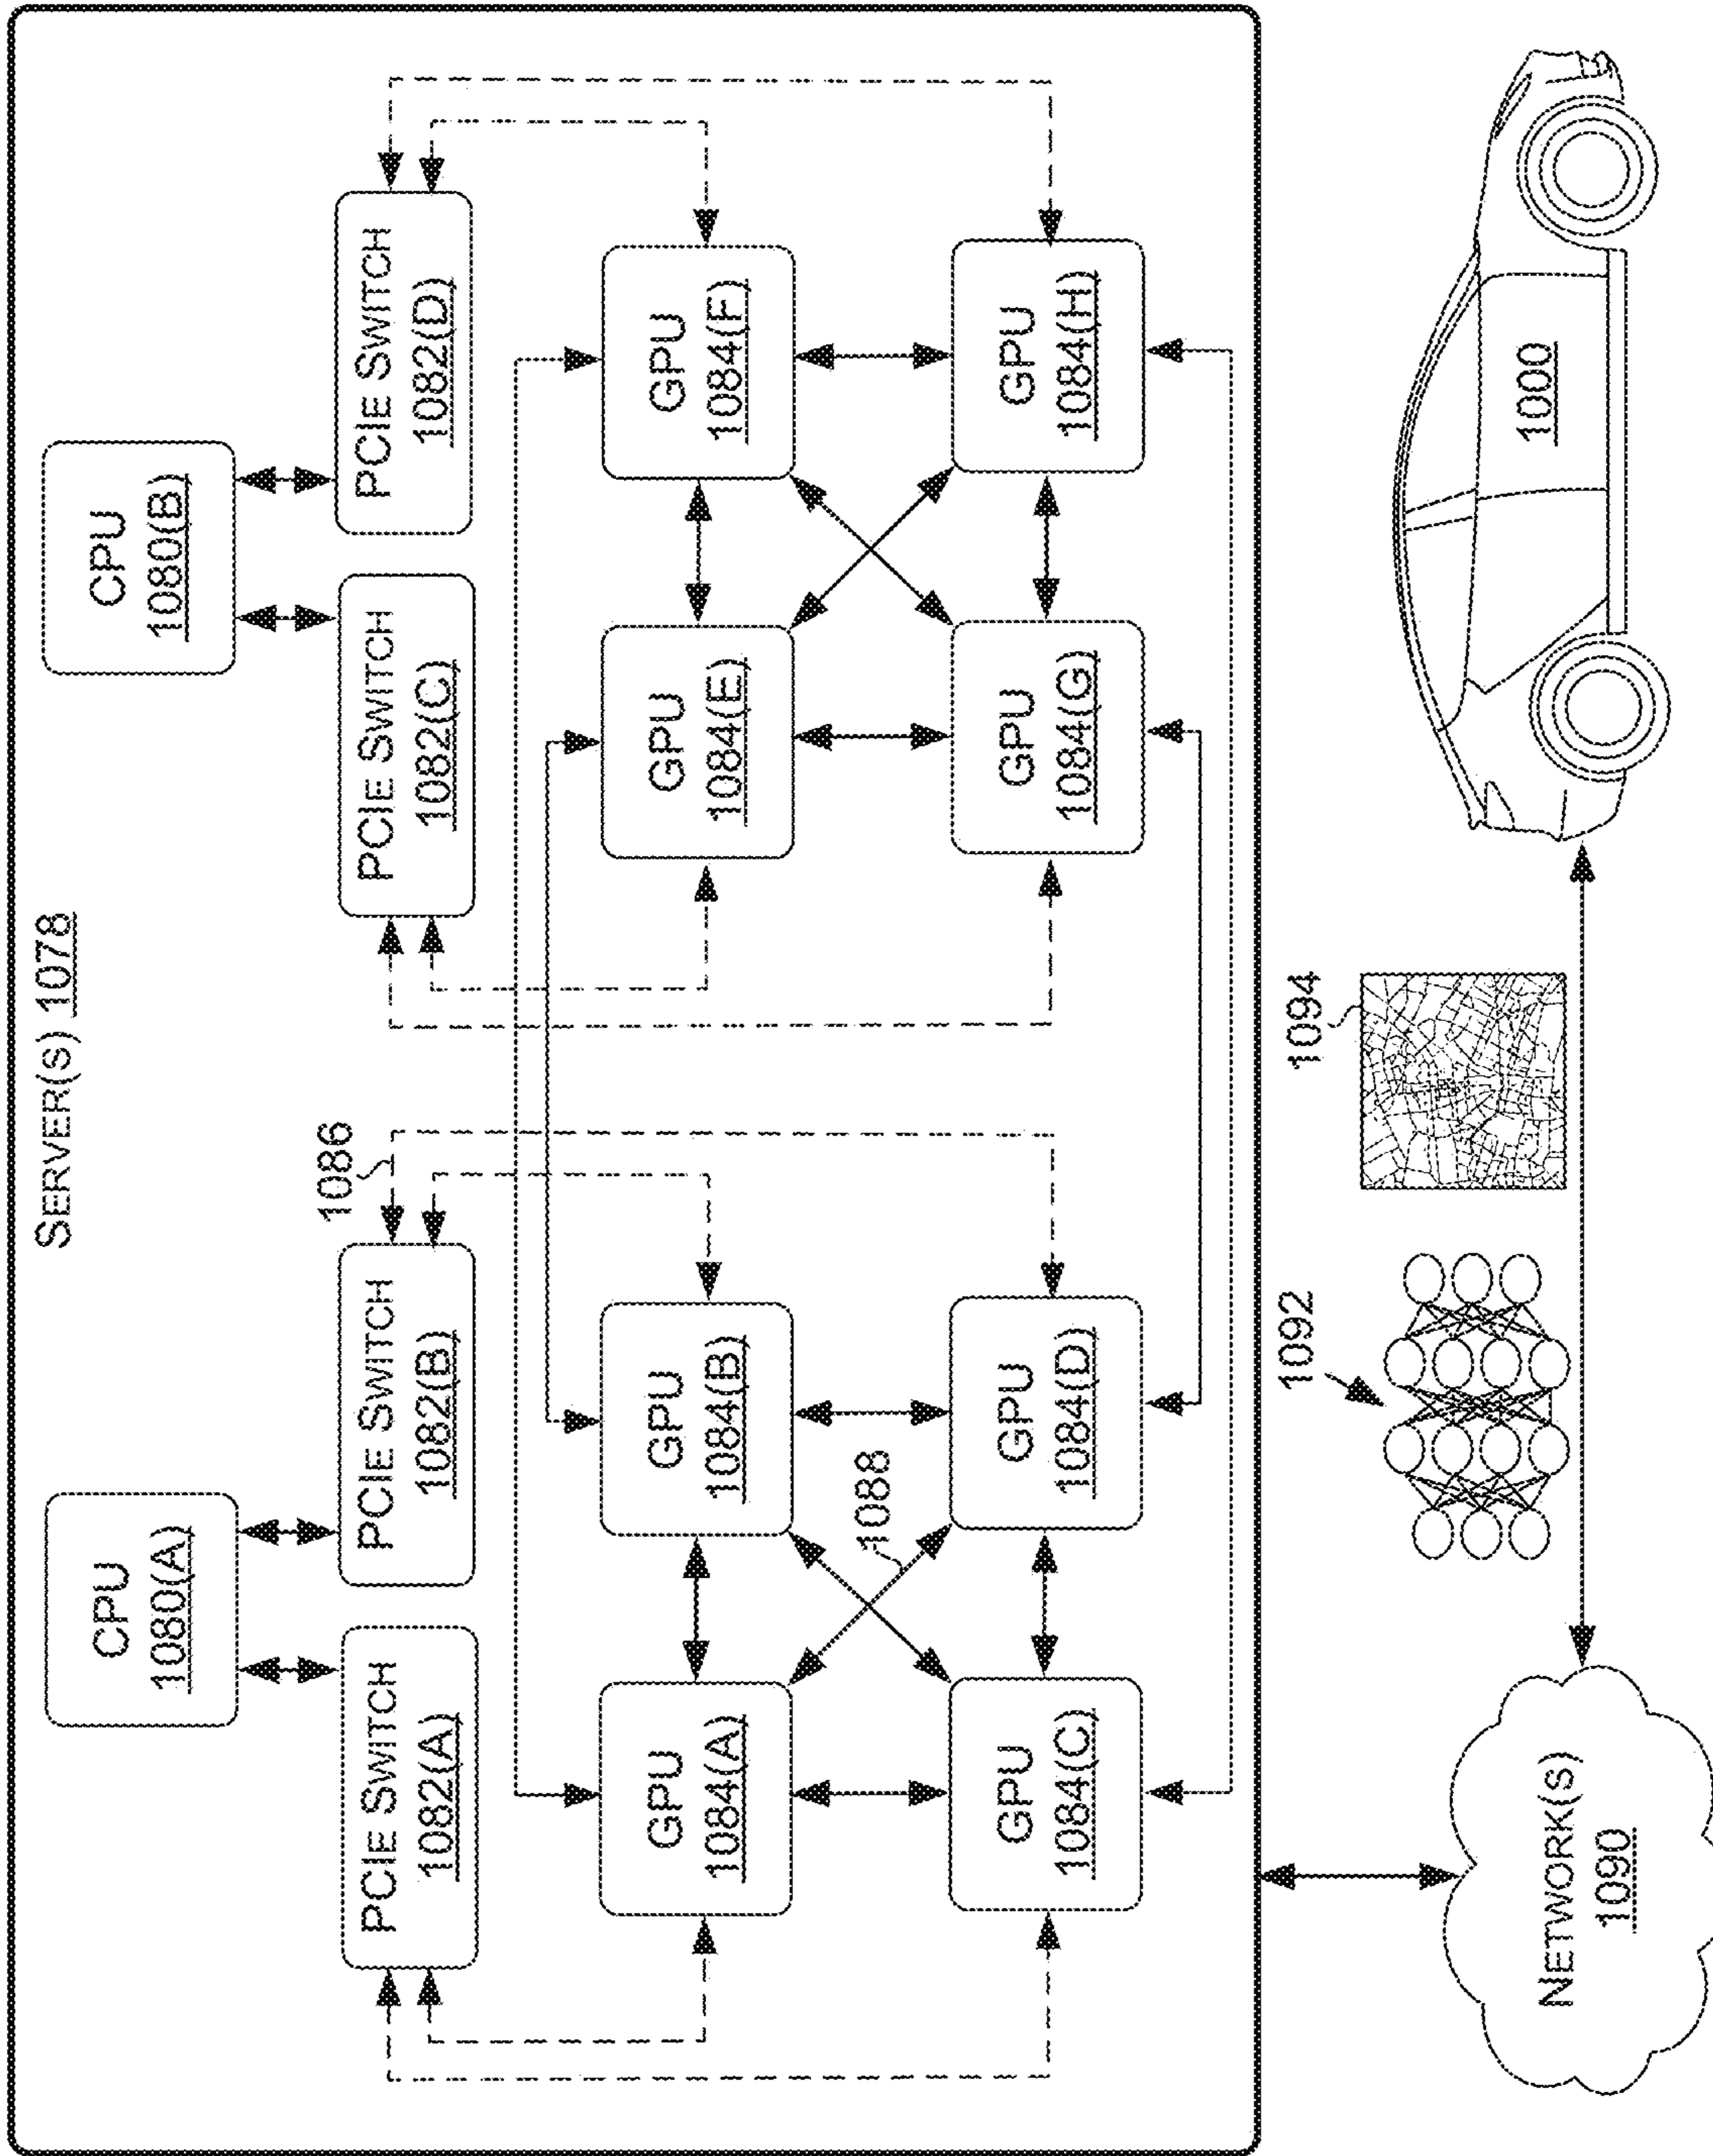 SERVER(S) 1078
CPU
1080(A)
CPU
1080(B)
PCIE SWITCH
1082(A)
PCIE SWITCH
1082(B)
1086
PCIE SWITCH
1082(C)
PCIE SWITCH
1082(D)
GPU
1084(A)
GPU
1084(B)
GPU
1084(E)
GPU
1084(F)
1088
GPU
1084(C)
GPU
1084(D)
GPU
1084(G)
GPU
1084(H)
NETWORK(S)
1090
1092
1094
1000